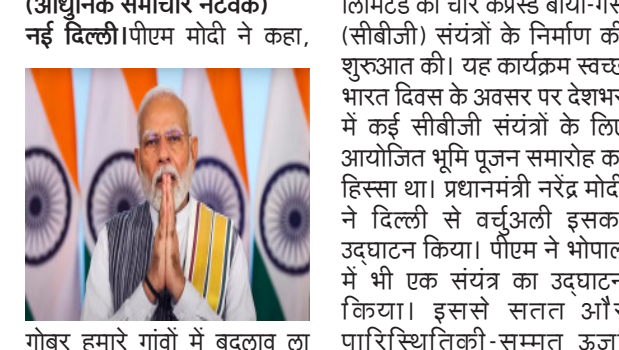 (आधुनिक समाचार नेटवर्क)
नई दिल्ली।पीएम मोदी ने कहा,
गोबर हमारे गांवों में बदलाव ला
लिमिटेड की चार कंप्रेस्ड बायो-गैस
(सीबीजी) संयंत्रों के निर्माण की
शुरुआत की। यह कार्यक्रम स्वच्छ
भारत दिवस के अवसर पर देशभर
में कई सीबीजी संयंत्रों के लिए
आयोजित भूमि पूजन समारोह का
हिस्सा था। प्रधानमंत्री नरेंद्र मोदी
ने दिल्ली से वर्चुअली इसका
उद्घाटन किया। पीएम ने भोपाल
में भी एक संयंत्र का उद्घाटन
किया। इससे सतत और
पारिस्थितिकी-सम्मत ऊर्जा